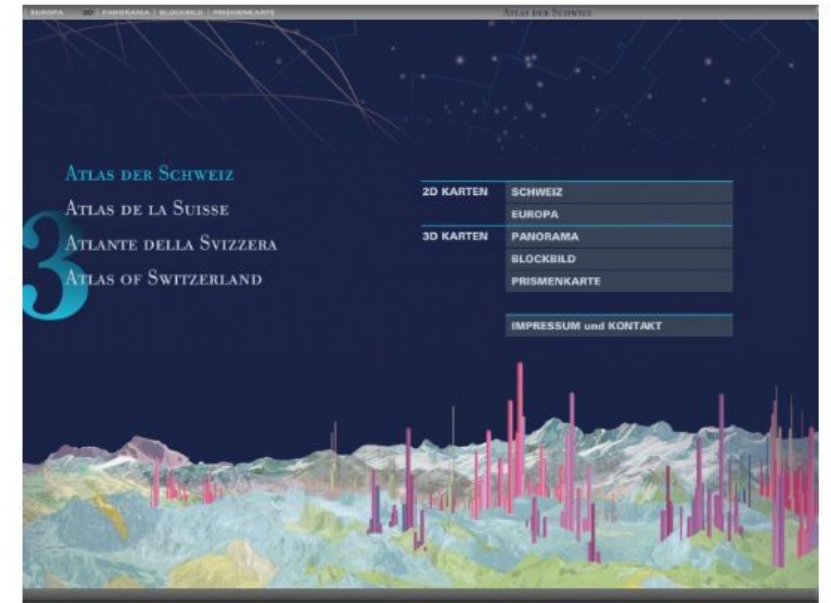 EUROPA 3D | PANORAMA | BLOCKBILD | PRISMENKARTE
ATLAS DER SCHWEIZ
ATLAS DER SCHWEIZ
ATLAS DE LA SUISSE
ATLANTE DELLA SVIZZERA
ATLAS OF SWITZERLAND
3
2D KARTEN SCHWEIZ
EUROPA
3D KARTEN PANORAMA
BLOCKBILD
PRISMENKARTE
IMPRESSUM und KONTAKT